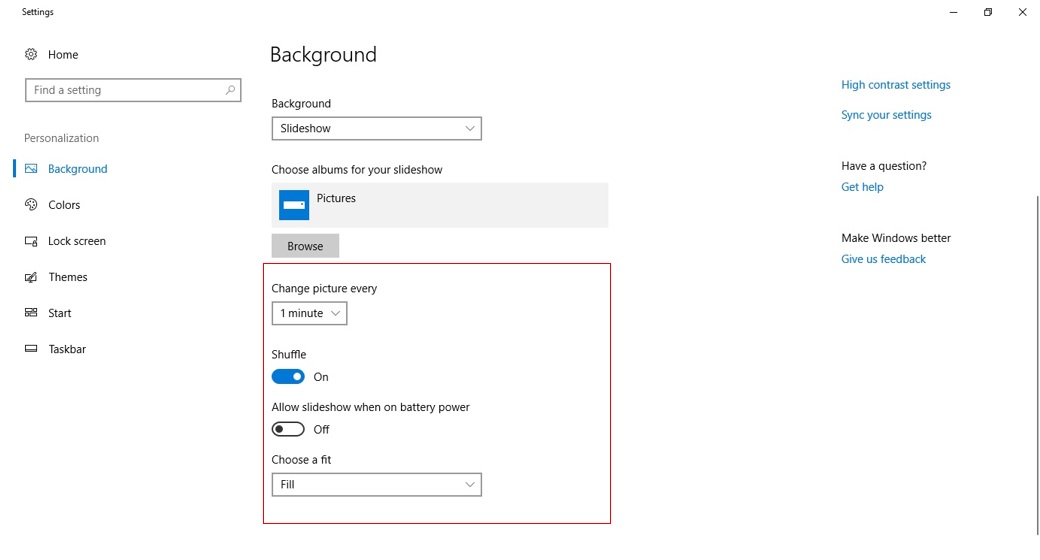 Settings
Home
Find a setting
Personalization
Background
Colors
Lock screen
Themes
Start
Taskbar
Background
Background
Slideshow
Choose albums for your slideshow
Pictures
Browse
Change picture every
1 minute
Shuffle
On
Allow slideshow when on battery power
Off
Choose a fit
Fill
High contrast settings
Sync your settings
Have a question?
Get help
Make Windows better
Give us feedback